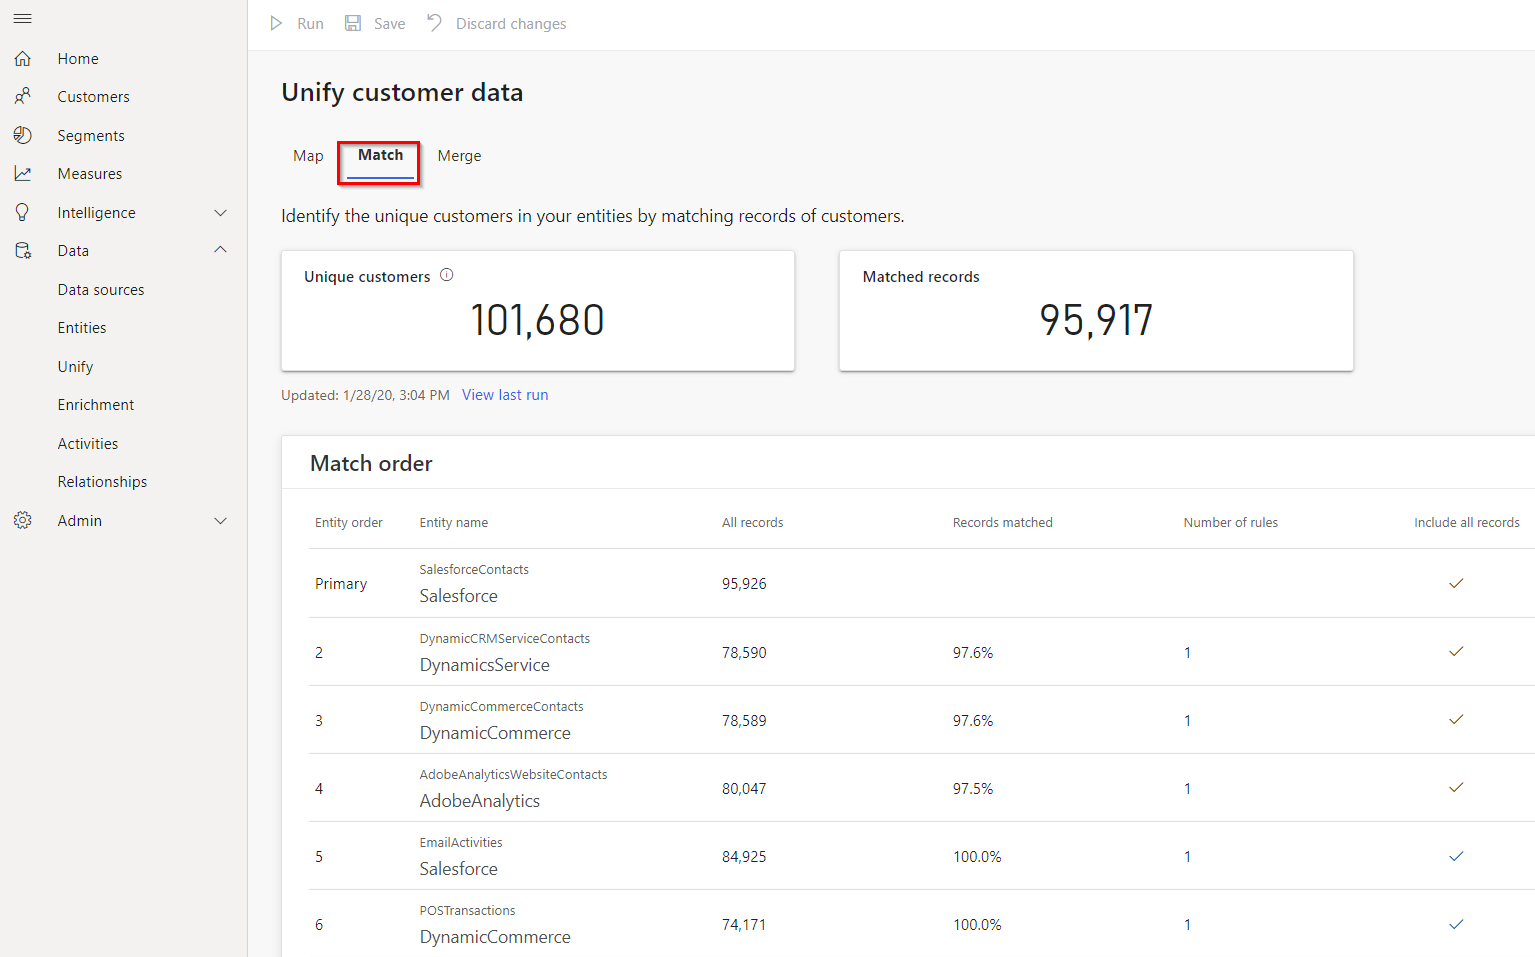 Run Save Discard changes
Home
Customers
Segments
Measures
Intelligence
Data
Data sources
Entities
Unify
Enrichment
Activities
Relationships
Admin
Unify customer data
Map Match Merge
Identify the unique customers in your entities by matching records of customers.
Unique customers
101,680
Matched records
95,917
Updated: 1/28/20, 3:04 PM View last run
Match order
Entity order Entity name All records Records matched Number of rules Include all records
SalesforceContacts
Primary Salesforce 95,926
DynamicCRMServiceContacts
2 DynamicsService 78,590 97.6% 1
DynamicCommerceContacts
3 DynamicCommerce 78,589 97.6% 1
AdobeAnalyticsWebsiteContacts
4 AdobeAnalytics 80,047 97.5% 1
EmailActivities
5 Salesforce 84,925 100.0% 1
POSTransactions
6 DynamicCommerce 74,171 100.0% 1